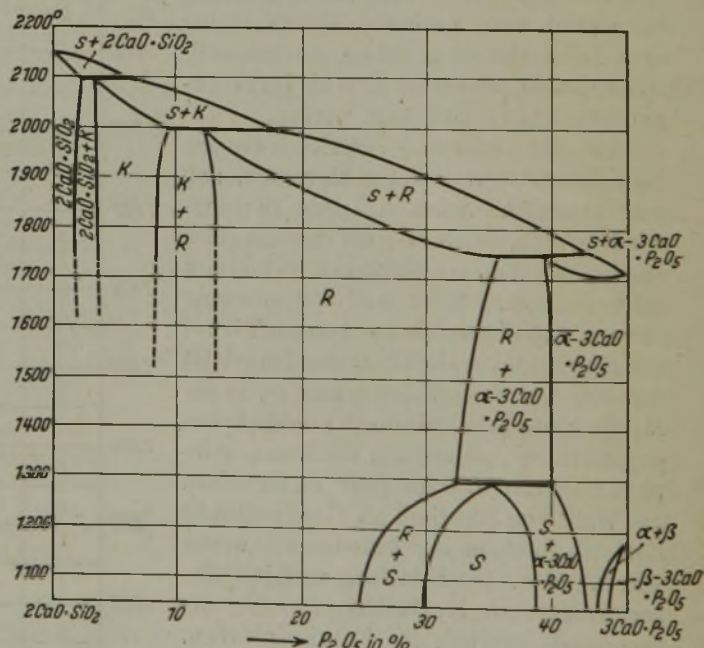 2200°
s+2CaO•SiO₂
2100
s+K
2000
2CaO•SiO₂
2CaO•SiO₂+K
1900
K
K
+
R
s+R
1800
s+α-3CaO
•P₂O₅
1700
R
1600
R
+
α-3CaO
•P₂O₅
α-3CaO
•P₂O₅
1500
1400
1300
1200
R
+
S
S
S
+
α-3CaO
•P₂O₅
α+β
1100
β-3CaO
•P₂O₅
2CaO•SiO₂
10
20
30
40
3CaO•P₂O₅
P₂O₅ in %